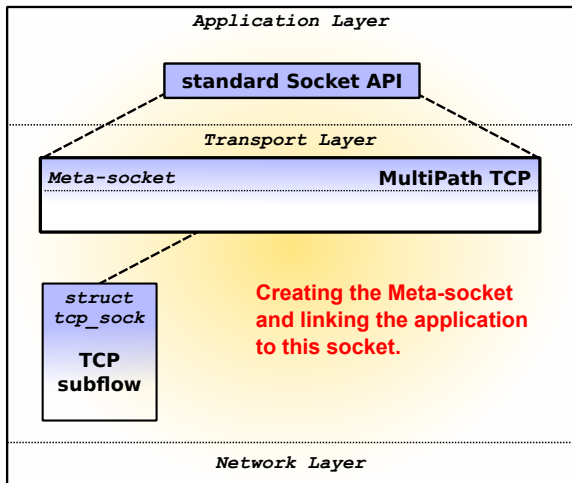 Application Layer
standard Socket API
Transport Layer
Meta-socket MultiPath TCP
struct
tcp_sock
TCP
subflow
Creating the Meta-socket
and linking the application
to this socket.
Network Layer